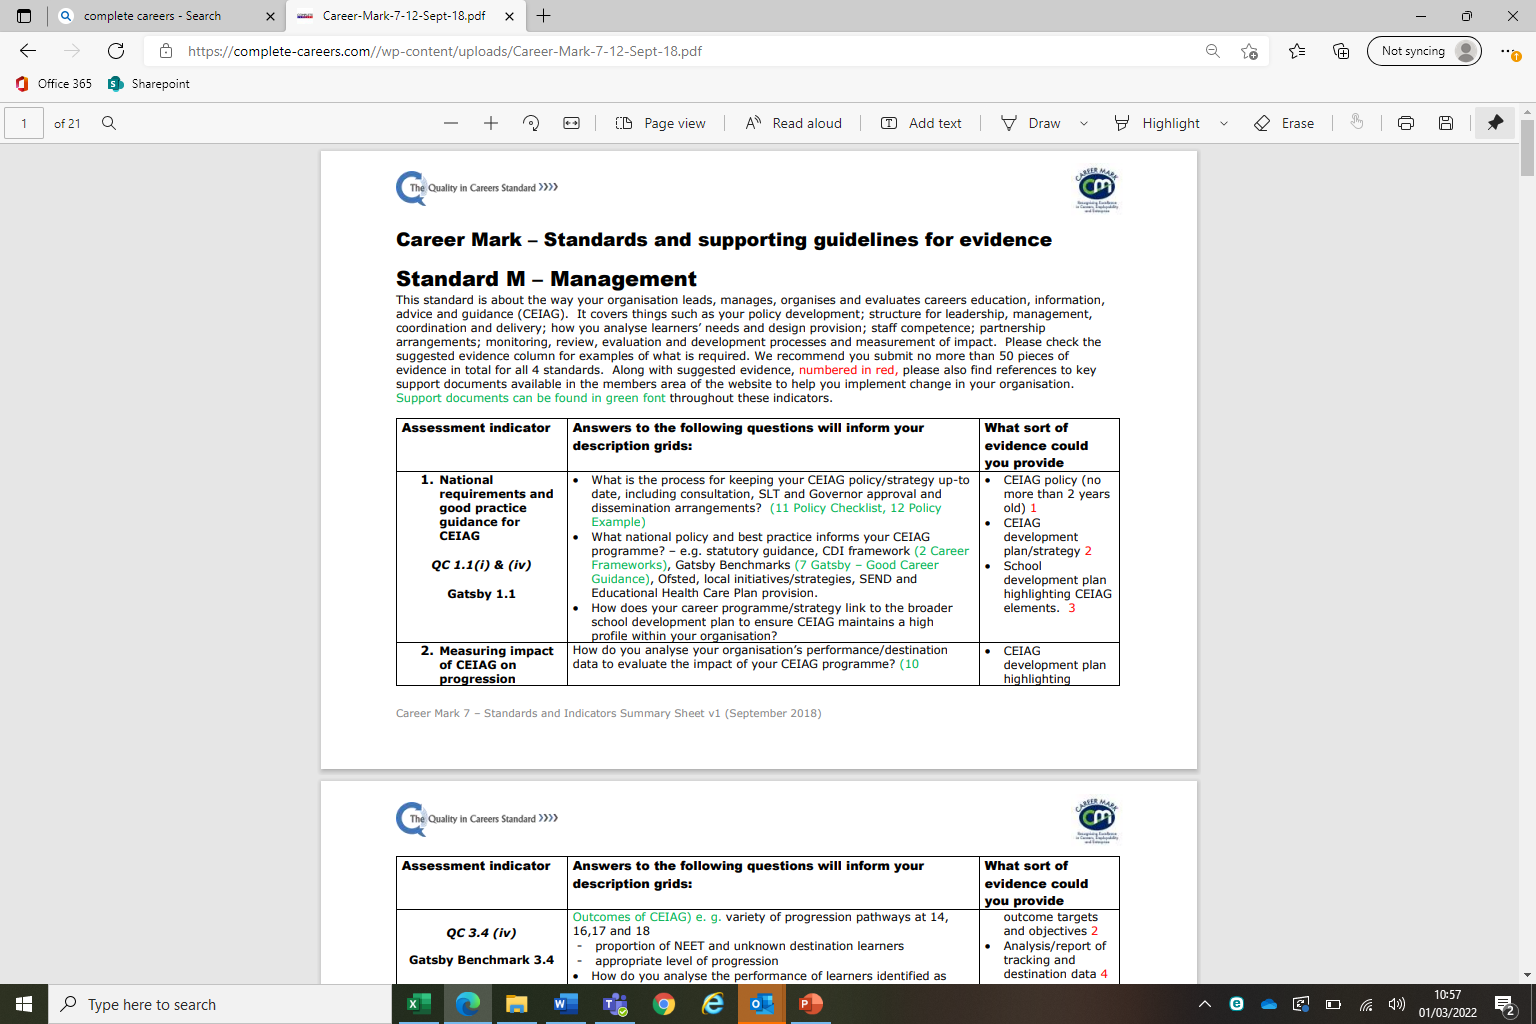 complete careers - Search
Career-Mark-7-12-Sept-18.pdf
https://complete-careers.com//wp-content/uploads/Career-Mark-7-12-Sept-18.pdf
Not syncing
Office 365
Sharepoint
1 of 21
Page view
Read aloud
Add text
Draw
Highlight
Erase
The Quality in Careers Standard
CAREER MARK
cm
Career Mark – Standards and supporting guidelines for evidence
Standard M – Management
This standard is about the way your organisation leads, manages, organises and evaluates careers education, information,
advice and guidance (CEIAG).  It covers things such as your policy development; structure for leadership, management,
coordination and delivery; how you analyse learners’ needs and design provision; staff competence; partnership
arrangements; monitoring, review, evaluation and development processes and measurement of impact.  Please check the
suggested evidence column for examples of what is required. We recommend you submit no more than 50 pieces of
evidence in total for all 4 standards.  Along with suggested evidence, numbered in red, please also find references to key
support documents available in the members area of the website to help you implement change in your organisation.
Support documents can be found in green font throughout these indicators.
Assessment indicator
Answers to the following questions will inform your
description grids:
What sort of
evidence could
you provide
1. National
requirements and
good practice
guidance for
CEIAG
QC 1.1(i) & (iv)
Gatsby 1.1
• What is the process for keeping your CEIAG policy/strategy up-to
date, including consultation, SLT and Governor approval and
dissemination arrangements?  (11 Policy Checklist, 12 Policy
Example)
• What national policy and best practice informs your CEIAG
programme? – e.g. statutory guidance, CDI framework (2 Career
Frameworks), Gatsby Benchmarks (7 Gatsby – Good Career
Guidance), Ofsted, local initiatives/strategies, SEND and
Educational Health Care Plan provision.
• How does your career programme/strategy link to the broader
school development plan to ensure CEIAG maintains a high
profile within your organisation?
• CEIAG policy (no
more than 2 years
old) 1
• CEIAG
development
plan/strategy 2
• School
development plan
highlighting CEIAG
elements.  3
2. Measuring impact
of CEIAG on
progression
How do you analyse your organisation’s performance/destination
data to evaluate the impact of your CEIAG programme? (10
• CEIAG
development plan
highlighting
Career Mark 7 – Standards and Indicators Summary Sheet v1 (September 2018)
The Quality in Careers Standard
CAREER MARK
cm
Assessment indicator
Answers to the following questions will inform your
description grids:
What sort of
evidence could
you provide
QC 3.4 (iv)
Gatsby Benchmark 3.4
Outcomes of CEIAG) e. g. variety of progression pathways at 14,
16,17 and 18
- proportion of NEET and unknown destination learners
- appropriate level of progression
• How do you analyse the performance of learners identified as
outcome targets
and objectives 2
• Analysis/report of
tracking and
destination data 4
Type here to search
10:57
01/03/2022
2